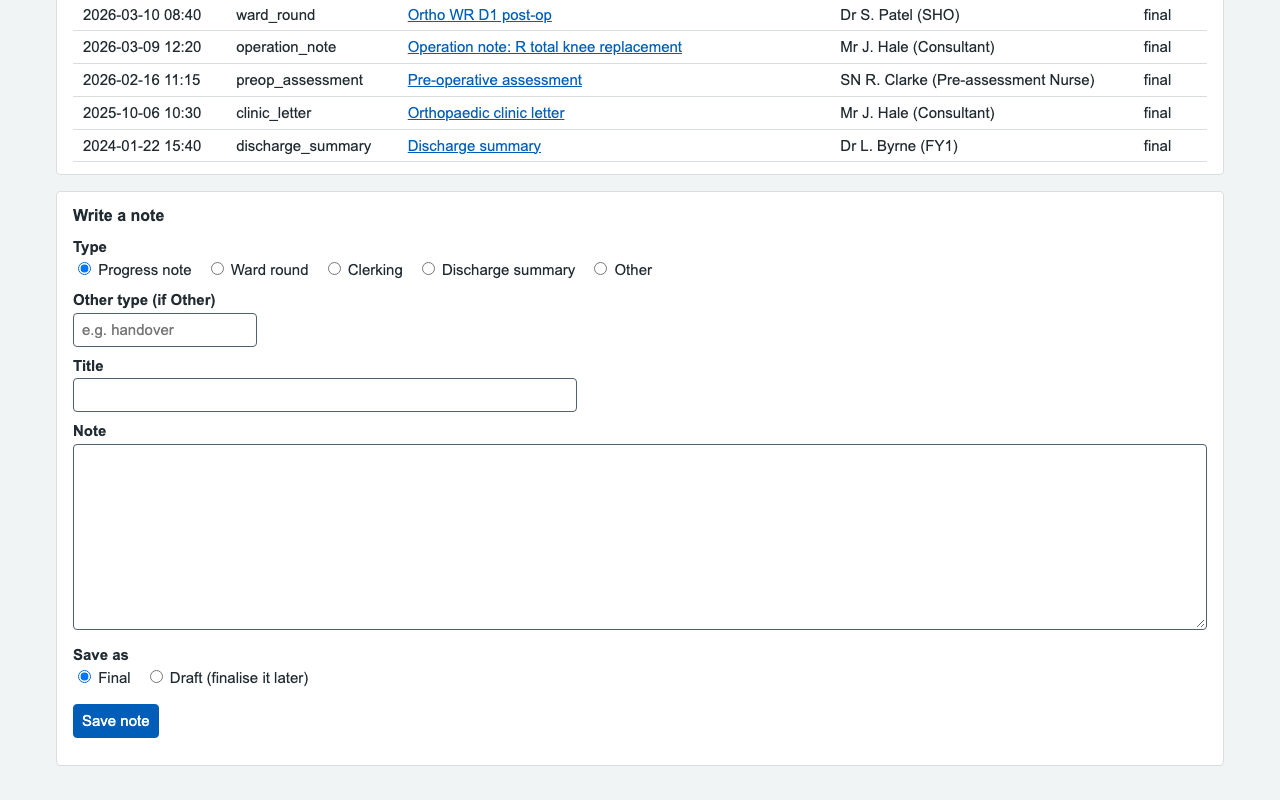 2026-03-10 08:40 ward_round Ortho WR D1 post-op Dr S. Patel (SHO) final
2026-03-09 12:20 operation_note Operation note: R total knee replacement Mr J. Hale (Consultant) final
2026-02-16 11:15 preop_assessment Pre-operative assessment SN R. Clarke (Pre-assessment Nurse) final
2025-10-06 10:30 clinic_letter Orthopaedic clinic letter Mr J. Hale (Consultant) final
2024-01-22 15:40 discharge_summary Discharge summary Dr L. Byrne (FY1) final
Write a note
Type
Progress note Ward round Clerking Discharge summary Other
Other type (if Other)
e.g. handover
Title
Note
Save as
Final Draft (finalise it later)
Save note